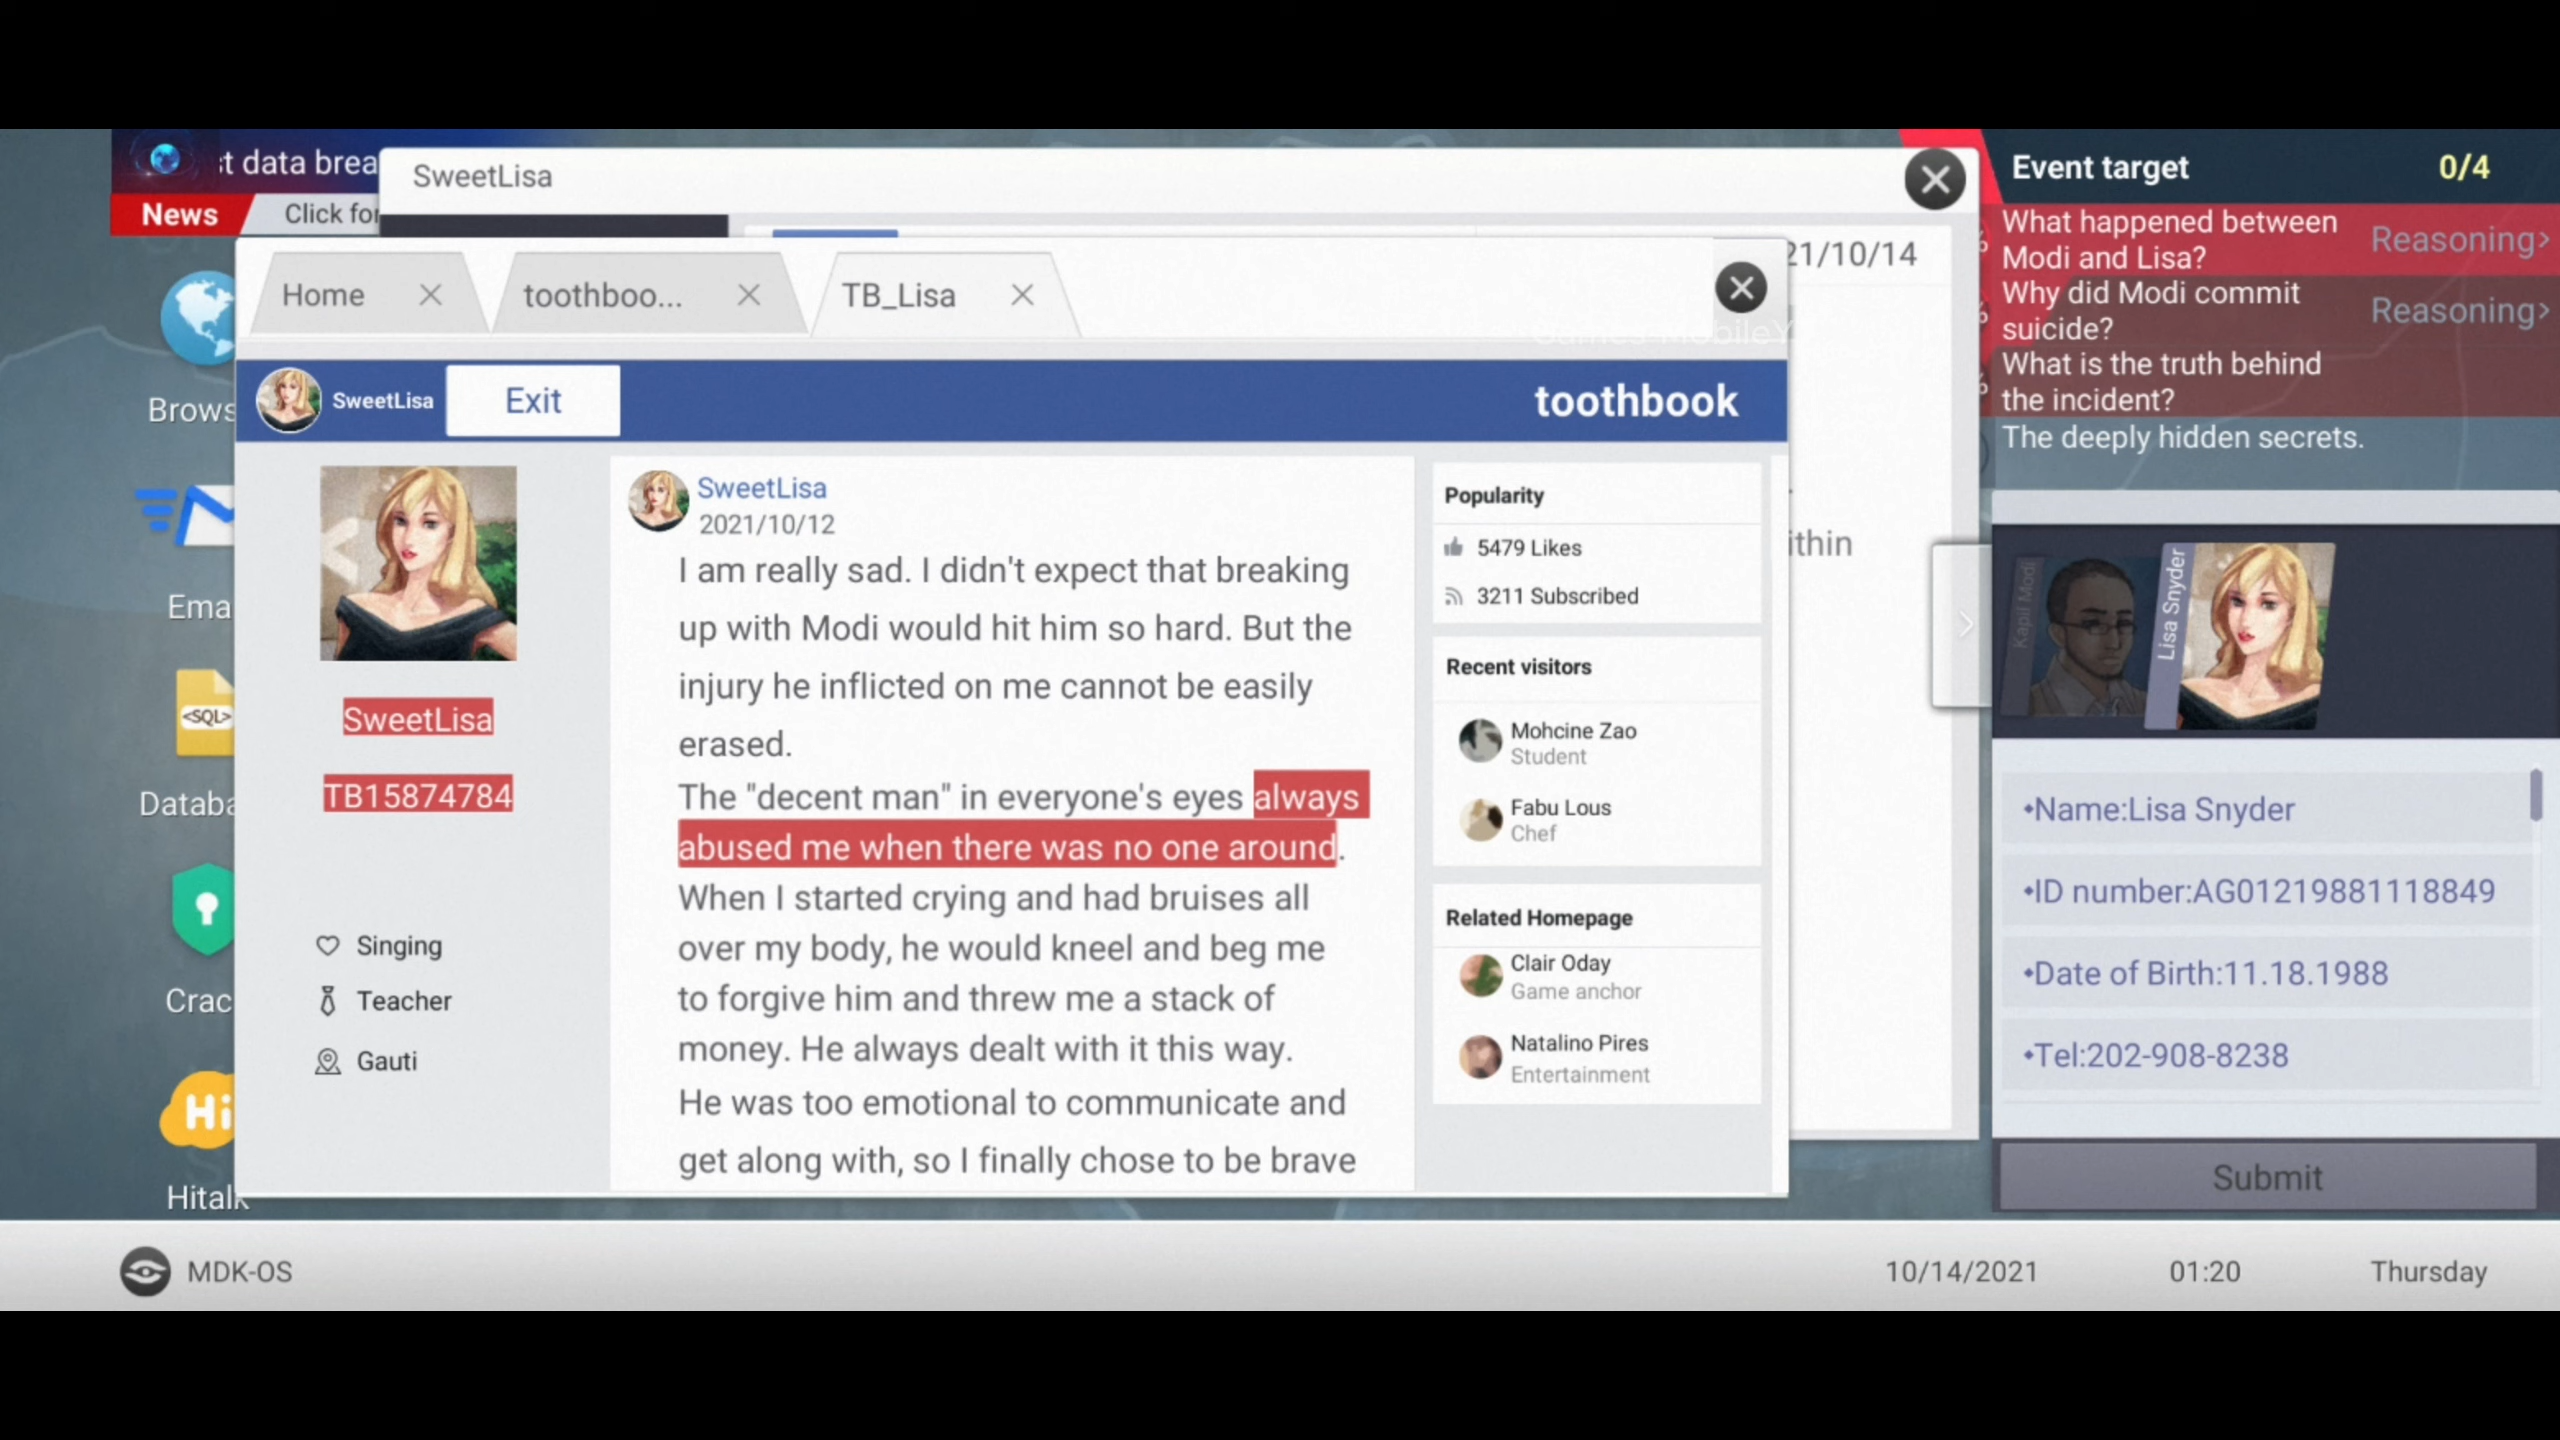 st data brea
News
Click for
SweetLisa
21/10/14
Home
toothboo...
TB_Lisa
SweetLisa
Exit
toothbook
SweetLisa
TB15874784
Singing
Teacher
Gauti
SweetLisa
2021/10/12
I am really sad. I didn't expect that breaking
up with Modi would hit him so hard. But the
injury he inflicted on me cannot be easily
erased.
The "decent man" in everyone's eyes always
abused me when there was no one around.
When I started crying and had bruises all
over my body, he would kneel and beg me
to forgive him and threw me a stack of
money. He always dealt with it this way.
He was too emotional to communicate and
get along with, so I finally chose to be brave
Popularity
5479 Likes
3211 Subscribed
Recent visitors
Mohcine Zao
Student
Fabu Lous
Chef
Related Homepage
Clair Oday
Game anchor
Natalino Pires
Entertainment
ithin
Brows
Ema
<SQL>
Databa
Crac
Hi
Hitalk
Event target 0/4
What happened between
Modi and Lisa?
Reasoning>
Why did Modi commit
suicide?
Reasoning>
What is the truth behind
the incident?
The deeply hidden secrets.
Kapil Modi
Lisa Snyder
•Name:Lisa Snyder
•ID number:AG01219881118849
•Date of Birth:11.18.1988
•Tel:202-908-8238
Submit
MDK-OS
10/14/2021
01:20
Thursday